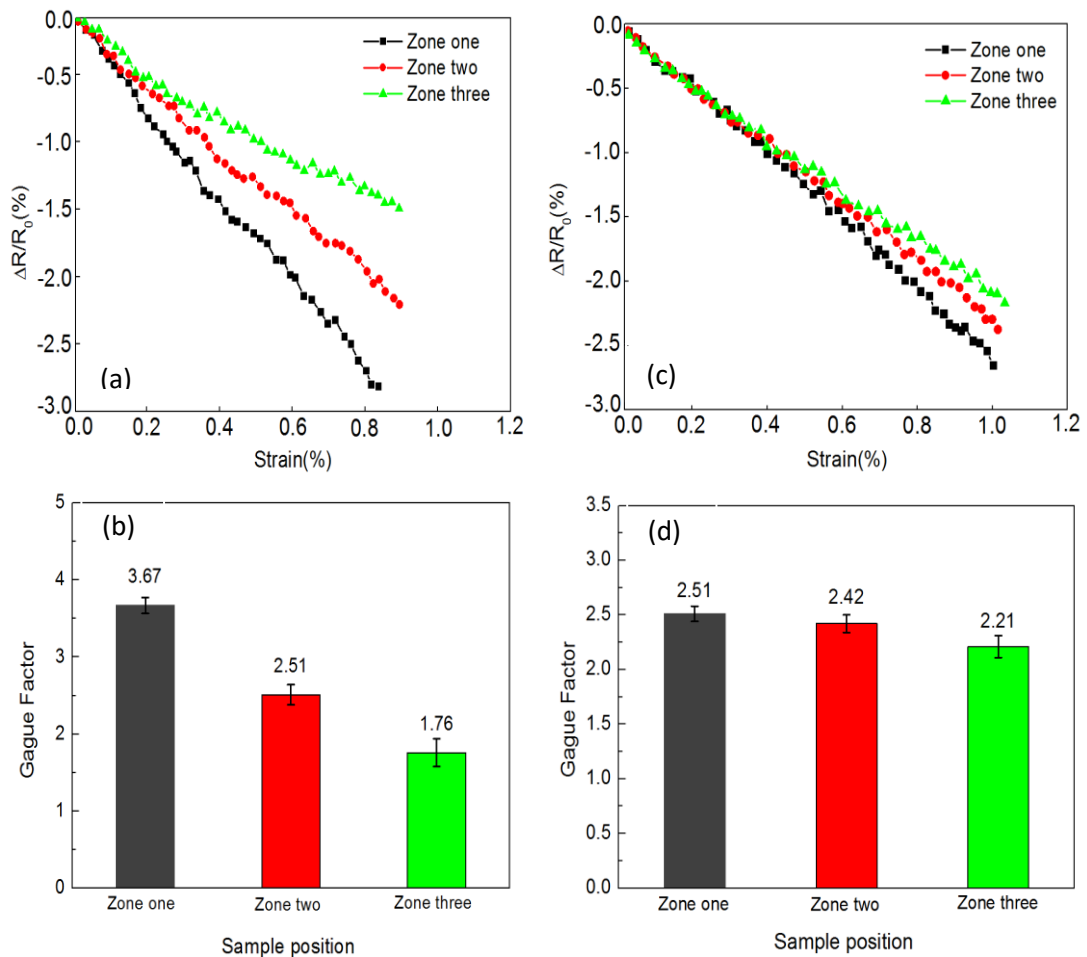 0.0
-0.5
-1.0
-1.5
-2.0
-2.5
-3.0
ΔR/R0(%)
Zone one
Zone two
Zone three
(a)
0.0 0.2 0.4 0.6 0.8 1.0 1.2
Strain(%)
0.0
-0.5
-1.0
-1.5
-2.0
-2.5
-3.0
ΔR/R0(%)
Zone one
Zone two
Zone three
(c)
0.0 0.2 0.4 0.6 0.8 1.0 1.2
Strain(%)
5
4
3
2
1
0
Gague Factor
(b)
3.67
2.51
1.76
Zone one Zone two Zone three
Sample position
3.5
3.0
2.5
2.0
1.5
1.0
0.5
0.0
Gague Factor
(d)
2.51
2.42
2.21
Zone one Zone two Zone three
Sample position